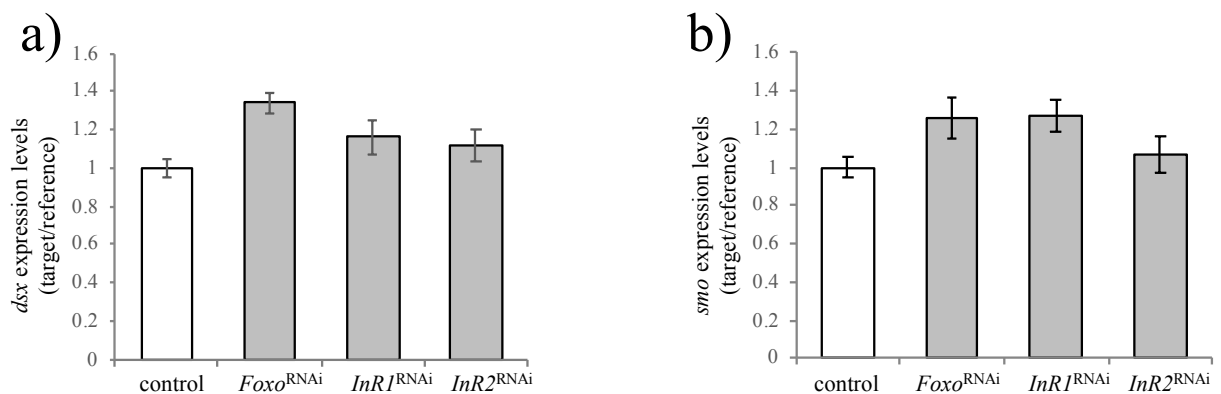 a)
dsx expression levels
(target/reference)
1.6
1.4
1.2
1
0.8
0.6
0.4
0.2
0
control
FoxoRNAi
InR1RNAi
InR2RNAi
b)
smo expression levels
(target/reference)
1.6
1.4
1.2
1
0.8
0.6
0.4
0.2
0
control
FoxoRNAi
InR1RNAi
InR2RNAi